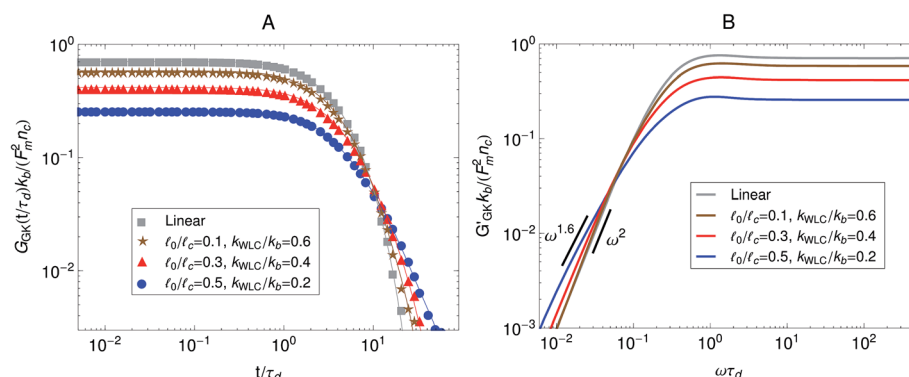 A
G_GK(t/τ_d)k_b/(F_m^2 n_c)
10^0
10^-1
10^-2
Linear
ℓ_0/ℓ_c=0.1, k_WLC/k_b=0.6
ℓ_0/ℓ_c=0.3, k_WLC/k_b=0.4
ℓ_0/ℓ_c=0.5, k_WLC/k_b=0.2
10^-2 10^-1 10^0 10^1
t/τ_d
B
G'_GK k_b/(F_m^2 n_c)
10^0
10^-1
10^-2
10^-3
ω^1.6
ω^2
Linear
ℓ_0/ℓ_c=0.1, k_WLC/k_b=0.6
ℓ_0/ℓ_c=0.3, k_WLC/k_b=0.4
ℓ_0/ℓ_c=0.5, k_WLC/k_b=0.2
10^-2 10^-1 10^0 10^1 10^2
ωτ_d